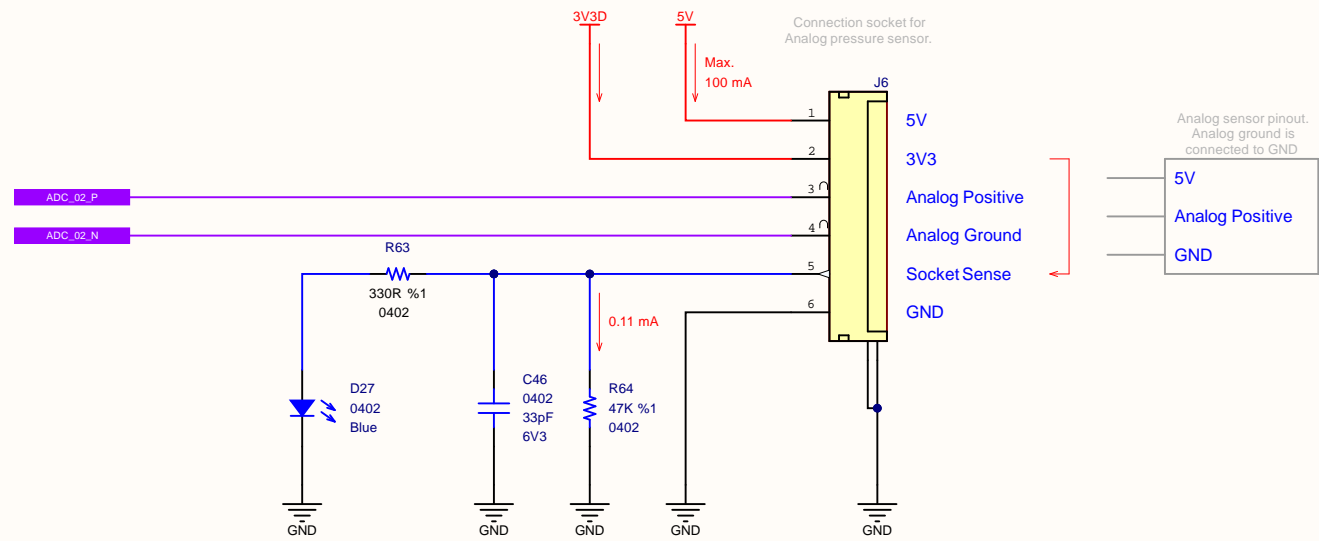 3V3D
5V
Connection socket for
Analog pressure sensor.
Max.
100 mA
J6
1
5V
2
3V3
ADC_02_P
3
Analog Positive
ADC_02_N
4
Analog Ground
R63
330R %1
0402
5
Socket Sense
6
GND
0.11 mA
D27
0402
Blue
C46
0402
33pF
6V3
R64
47K %1
0402
GND
GND
GND
GND
GND
Analog sensor pinout.
Analog ground is
connected to GND
5V
Analog Positive
GND